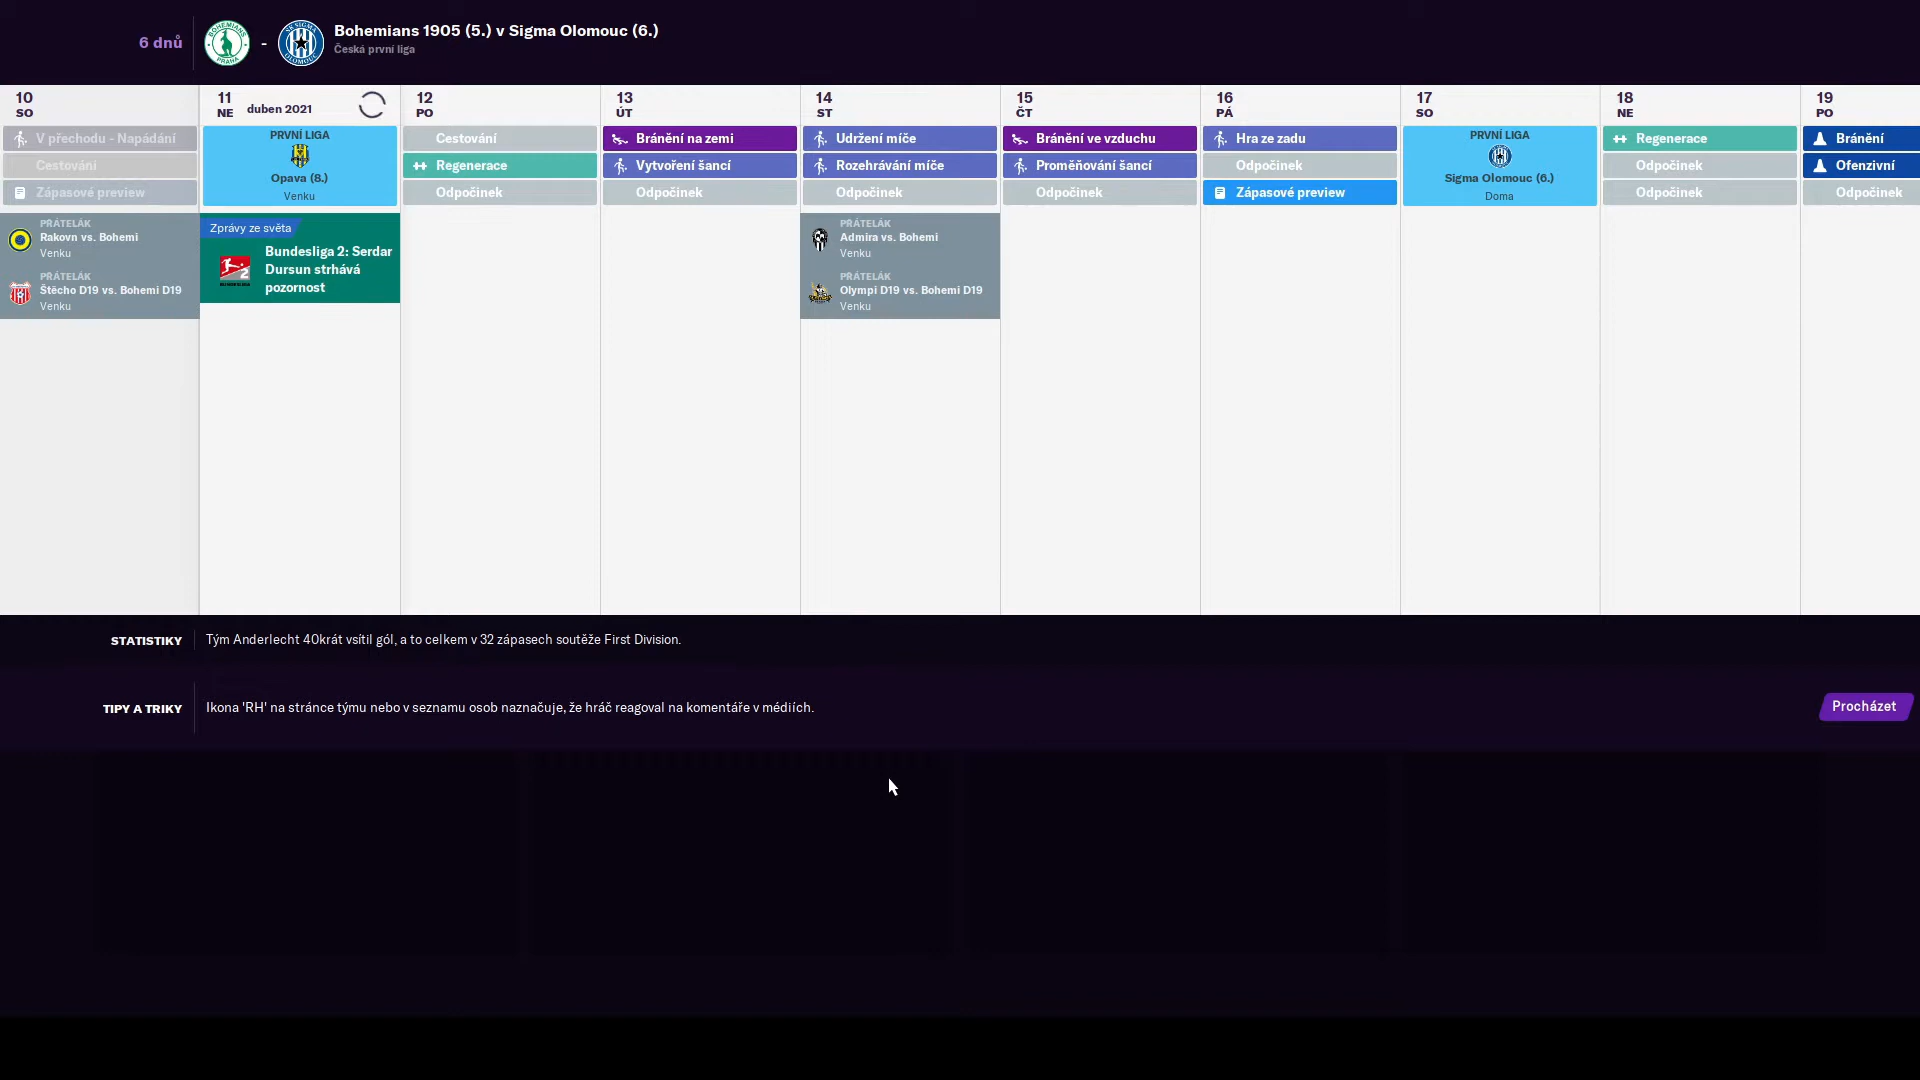 6 dnů
Bohemians 1905 (5.) v Sigma Olomouc (6.)
Česká první liga
10
SO
V přechodu - Napádání
Cestování
Zápasové preview
PŘÁTELÁK
Rakovn vs. Bohemi
Venku
PŘÁTELÁK
Štěcho D19 vs. Bohemi D19
Venku
11
NE
duben 2021
PRVNÍ LIGA
Opava (8.)
Venku
Zprávy ze světa
Bundesliga 2: Serdar
Dursun strhává
pozornost
12
PO
Cestování
Regenerace
Odpočinek
13
ÚT
Bránění na zemi
Vytvoření šancí
Odpočinek
14
ST
Udržení míče
Rozehrávání míče
Odpočinek
PŘÁTELÁK
Admira vs. Bohemi
Venku
PŘÁTELÁK
Olympi D19 vs. Bohemi D19
Venku
15
ČT
Bránění ve vzduchu
Proměňování šancí
Odpočinek
16
PÁ
Hra ze zadu
Odpočinek
Zápasové preview
17
SO
PRVNÍ LIGA
Sigma Olomouc (6.)
Doma
18
NE
Regenerace
Odpočinek
Odpočinek
19
PO
Bránění
Ofenzivní
Odpočinek
STATISTIKY
Tým Anderlecht 40krát vsítil gól, a to celkem v 32 zápasech soutěže First Division.
TIPY A TRIKY
Ikona 'RH' na stránce týmu nebo v seznamu osob naznačuje, že hráč reagoval na komentáře v médiích.
Procházet